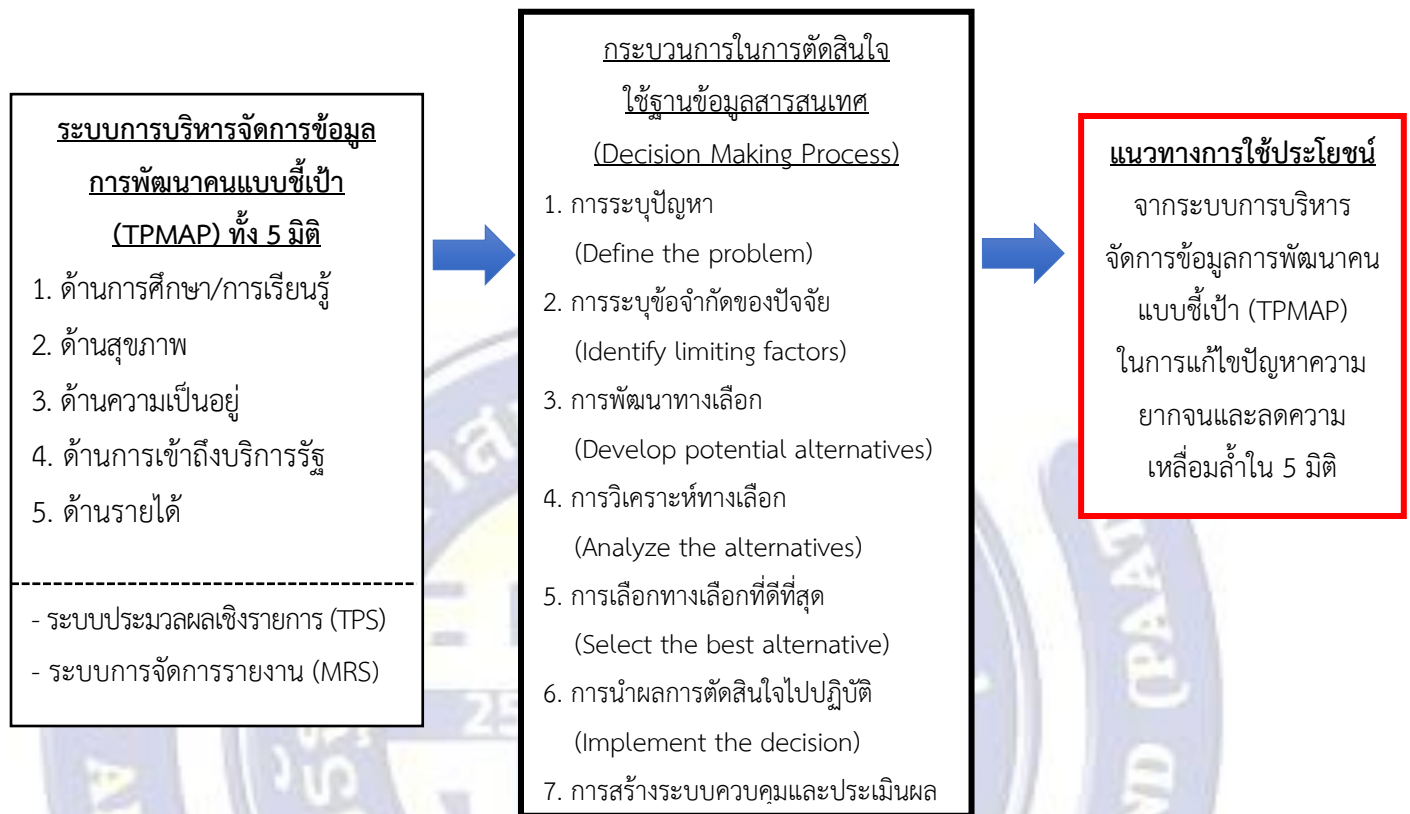 ระบบการบริหารจัดการข้อมูล
การพัฒนาคนแบบชี้เป้า
(TPMAP) ทั้ง 5 มิติ
1. ด้านการศึกษา/การเรียนรู้
2. ด้านสุขภาพ
3. ด้านความเป็นอยู่
4. ด้านการเข้าถึงบริการรัฐ
5. ด้านรายได้
- ระบบประมวลผลเชิงรายการ (TPS)
- ระบบการจัดการรายงาน (MRS)
กระบวนการในการตัดสินใจ
ใช้ฐานข้อมูลสารสนเทศ
(Decision Making Process)
1. การระบุปัญหา
(Define the problem)
2. การระบุข้อจำกัดของปัจจัย
(Identify limiting factors)
3. การพัฒนาทางเลือก
(Develop potential alternatives)
4. การวิเคราะห์ทางเลือก
(Analyze the alternatives)
5. การเลือกทางเลือกที่ดีที่สุด
(Select the best alternative)
6. การนำผลการตัดสินใจไปปฏิบัติ
(Implement the decision)
7. การสร้างระบบควบคุมและประเมินผล
แนวทางการใช้ประโยชน์
จากระบบการบริหาร
จัดการข้อมูลการพัฒนาคน
แบบชี้เป้า (TPMAP)
ในการแก้ไขปัญหาความ
ยากจนและลดความ
เหลื่อมล้ำใน 5 มิติ